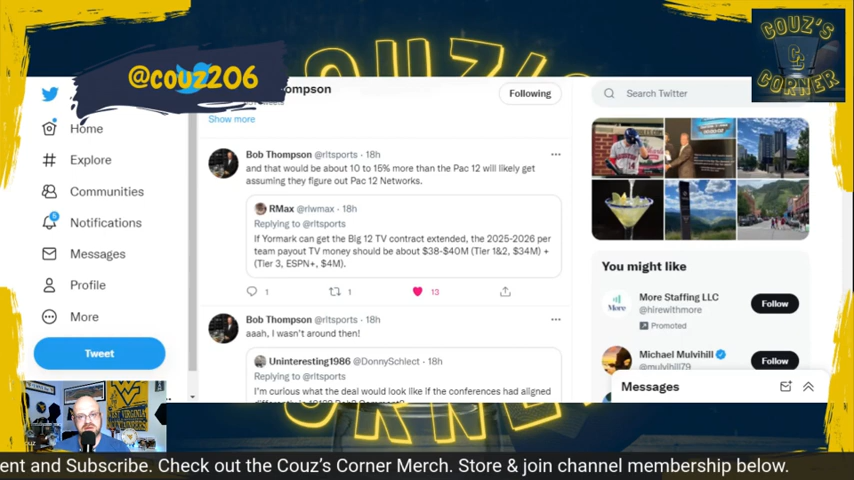 COUZ'S
CORNER
@couz206
COUZ'S
CORNER
ompson
Following
Search Twitter
Home
Show more
Explore
Communities
Notifications
Messages
Profile
More
Tweet
Bob Thompson @rltsports · 18h
and that would be about 10 to 15% more than the Pac 12 will likely get
assuming they figure out Pac 12 Networks.
RMax @rlwmax · 18h
Replying to @rltsports
If Yormark can get the Big 12 TV contract extended, the 2025-2026 per
team payout TV money should be about $38-$40M (Tier 1&2, $34M) +
(Tier 3, ESPN+, $4M).
1
1
13
Bob Thompson @rltsports · 18h
aaah, I wasn't around then!
Uninteresting1986 @DonnySchlect · 18h
Replying to @rltsports
I'm curious what the deal would look like if the conferences had aligned
You might like
More Staffing LLC
@hirewithmore
Promoted
Follow
Michael Mulvihill
@mulvihill79
Follow
Messages
WEST VIRGINIA
ent and Subscribe. Check out the Couz's Corner Merch. Store & join channel membership below.